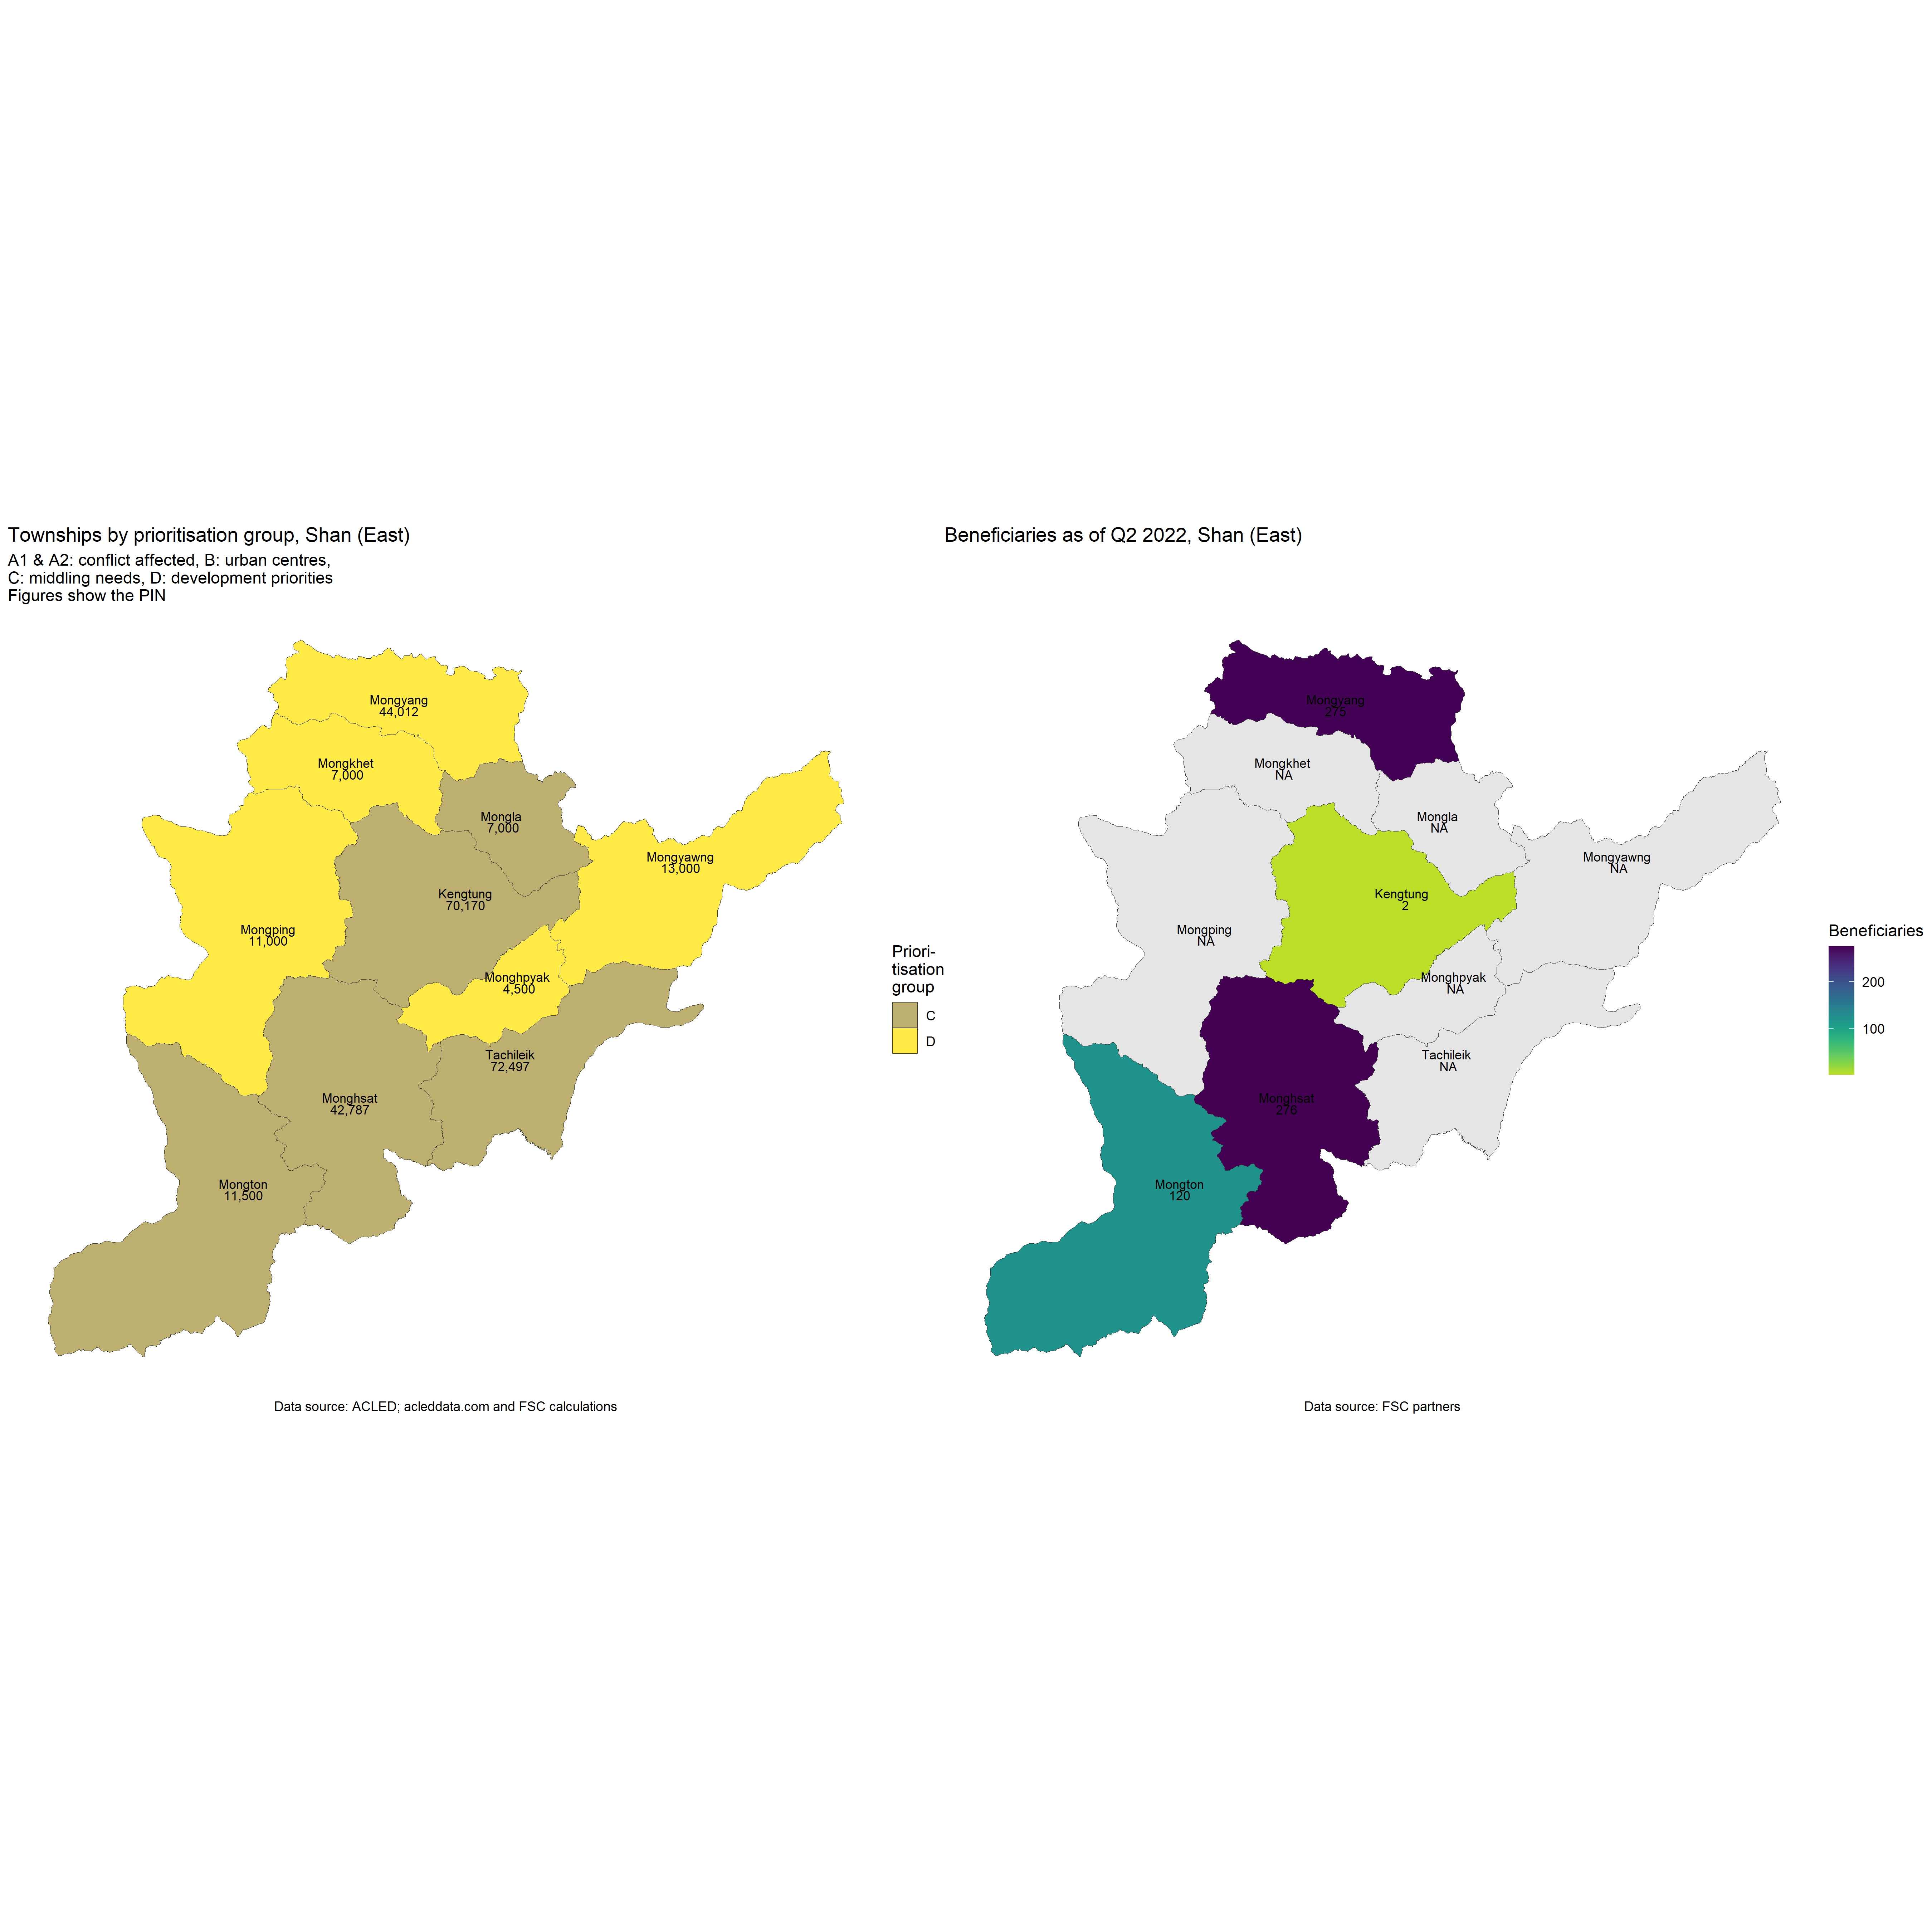 Townships by prioritisation group, Shan (East)
A1 & A2: conflict affected, B: urban centres,
C: middling needs, D: development priorities
Figures show the PIN
Mongyang
44,012
Mongkhet
7,000
Mongla
7,000
Mongyawng
13,000
Kengtung
70,170
Mongping
11,000
Monghpyak
4,500
Tachileik
72,497
Monghsat
42,787
Mongton
11,500
Priori-
tisation
group
C
D
Data source: ACLED; acleddata.com and FSC calculations
Beneficiaries as of Q2 2022, Shan (East)
Mongyang
275
Mongkhet
NA
Mongla
NA
Mongyawng
NA
Kengtung
2
Mongping
NA
Monghpyak
NA
Tachileik
NA
Monghsat
276
Mongton
120
Beneficiaries
200
100
Data source: FSC partners